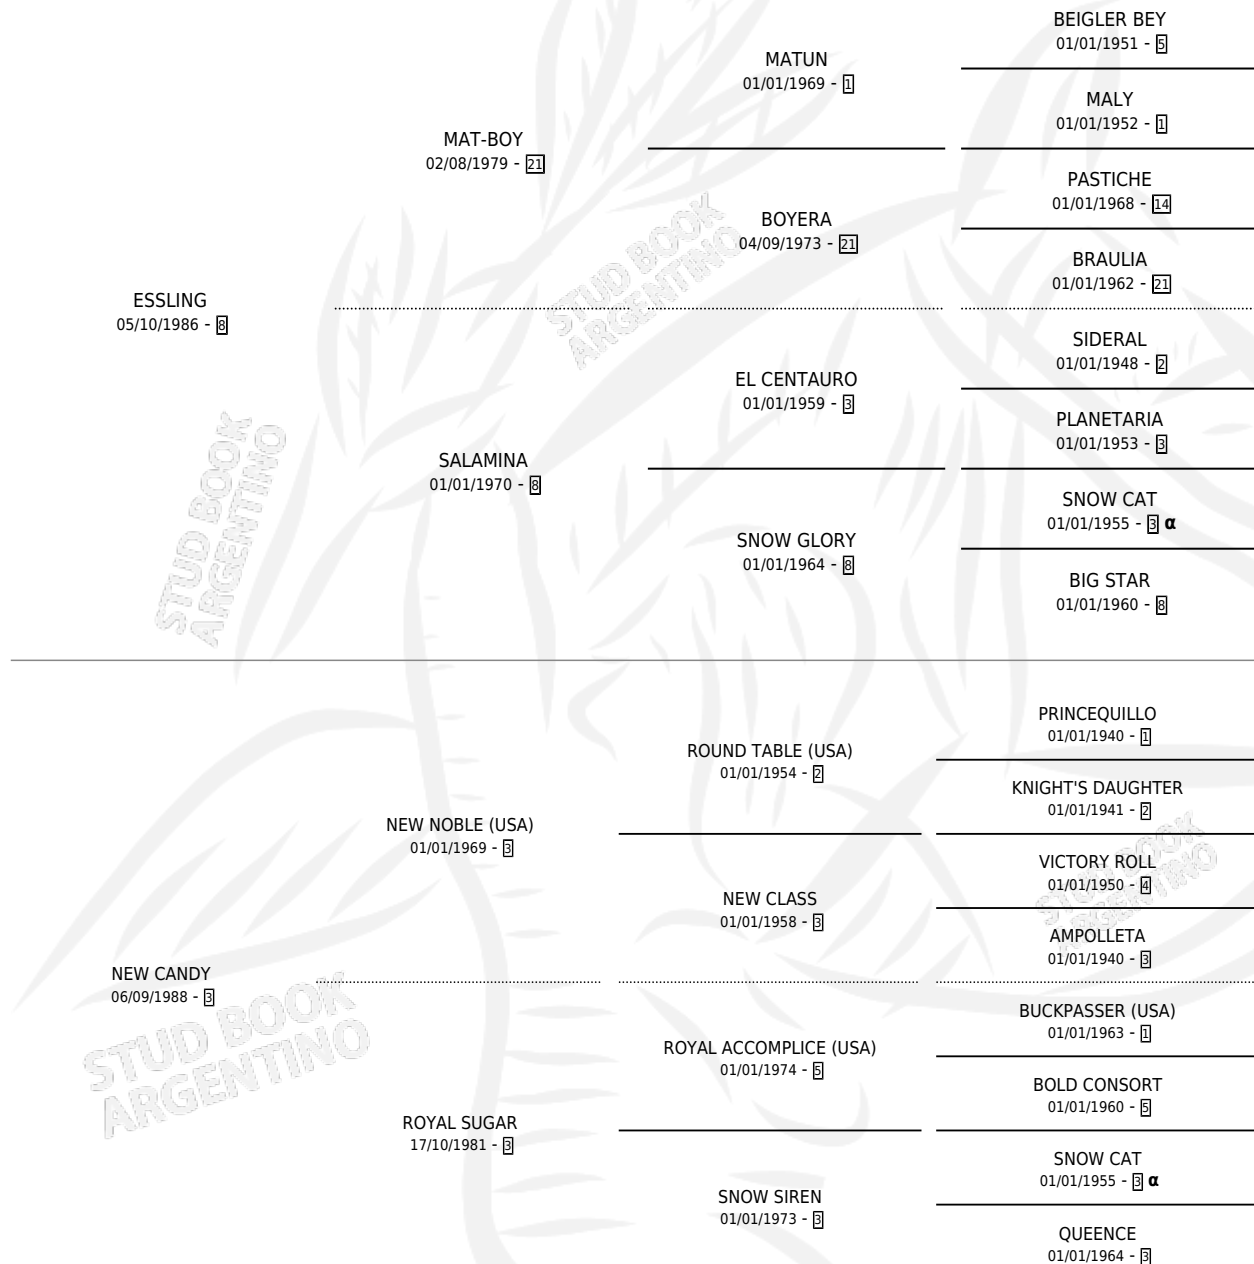 BEIGLER BEY
01/01/1951 - 5
MATUN
01/01/1969 - 1
MALY
01/01/1952 - 1
MAT-BOY
02/08/1979 - 21
PASTICHE
01/01/1968 - 14
BOYERA
04/09/1973 - 21
BRAULIA
01/01/1962 - 21
ESSLING
05/10/1986 - 8
SIDERAL
01/01/1948 - 2
EL CENTAURO
01/01/1959 - 3
PLANETARIA
01/01/1953 - 3
SALAMINA
01/01/1970 - 8
SNOW CAT
01/01/1955 - 3 α
SNOW GLORY
01/01/1964 - 8
BIG STAR
01/01/1960 - 8
STUD BOOK
ARGENTINO
STUD BOOK
ARGENTINO
PRINCEQUILLO
01/01/1940 - 1
ROUND TABLE (USA)
01/01/1954 - 2
KNIGHT'S DAUGHTER
01/01/1941 - 2
NEW NOBLE (USA)
01/01/1969 - 3
VICTORY ROLL
01/01/1950 - 4
NEW CLASS
01/01/1958 - 3
AMPOLLETA
01/01/1940 - 3
STUD BOOK
ARGENTINO
NEW CANDY
06/09/1988 - 3
BUCKPASSER (USA)
01/01/1963 - 1
ROYAL ACCOMPLICE (USA)
01/01/1974 - 5
BOLD CONSORT
01/01/1960 - 5
ROYAL SUGAR
17/10/1981 - 3
SNOW CAT
01/01/1955 - 3 α
SNOW SIREN
01/01/1973 - 3
QUEENCE
01/01/1964 - 3
STUD BOOK
ARGENTINO